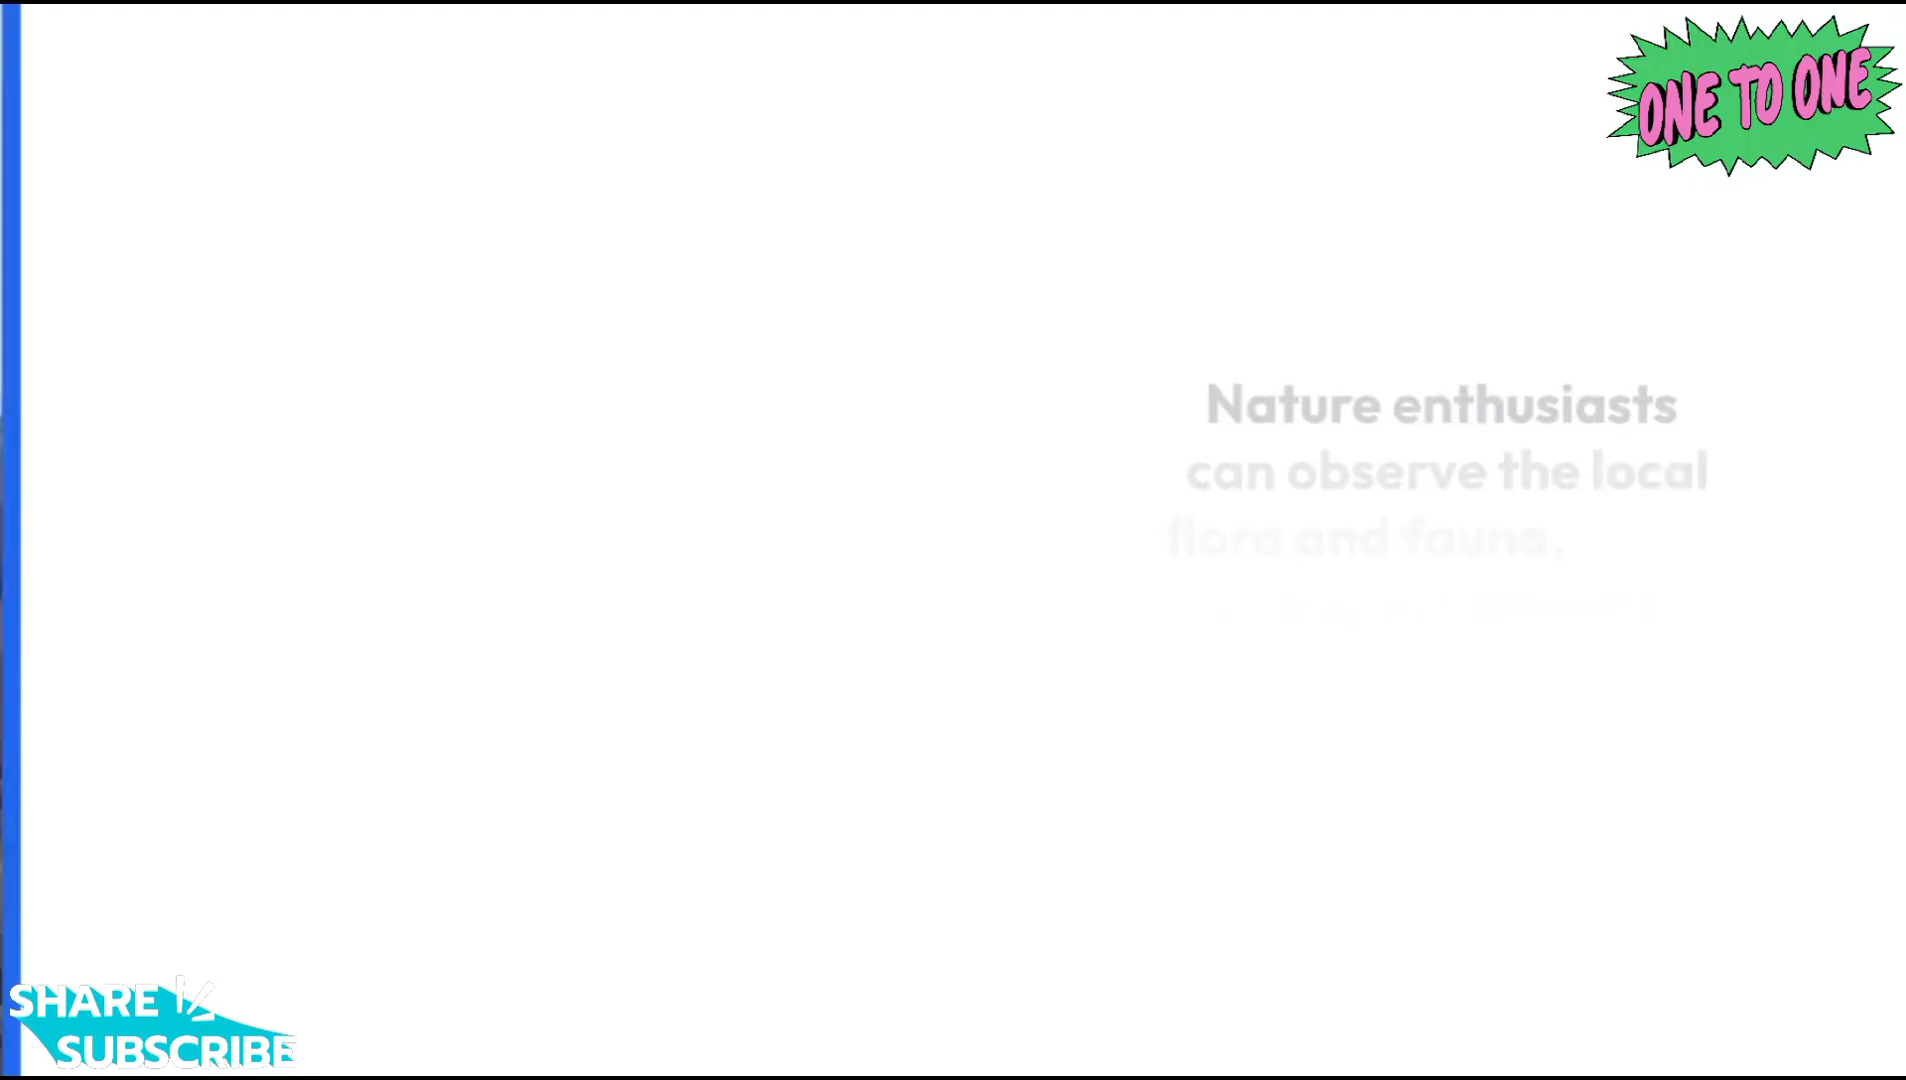 ONE TO ONE
Nature enthusiasts
can observe the local
flora and fauna,
SHARE
SUBSCRIBE